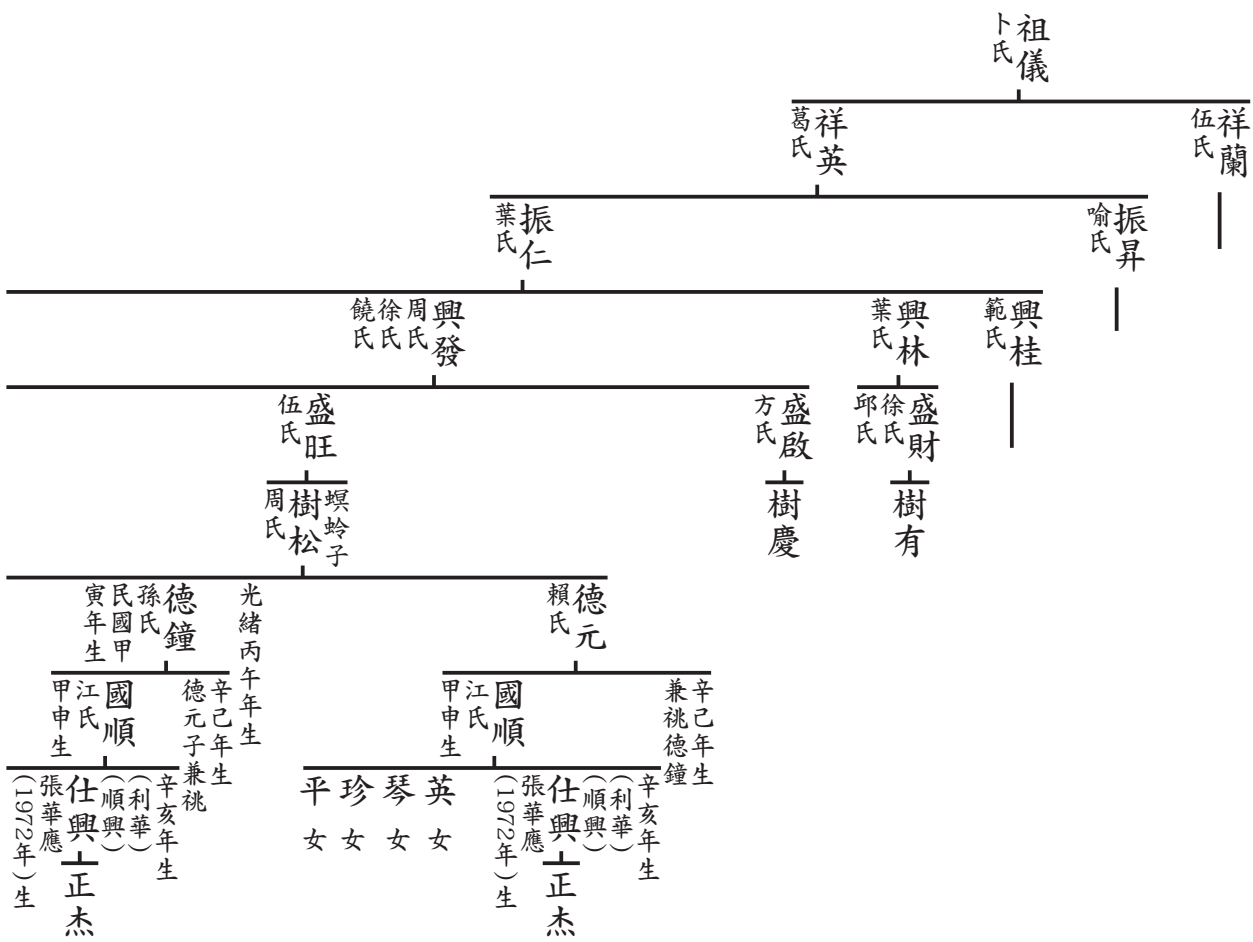 祖儀
卜氏
祥蘭
伍氏
祥英
葛氏
振昇
喻氏
振仁
葉氏
興桂
範氏
興林
葉氏
興發
周氏
徐氏
饒氏
盛財
徐氏
邱氏
盛啟
方氏
盛旺
伍氏
樹有
樹慶
螟蛉子
樹松
周氏
德元
賴氏
光緒丙午年生
德鐘
孫氏
民國甲
寅年生
辛己年生
兼祧德鐘
國順
江氏
甲申生
辛己年生
德元子兼祧
國順
江氏
甲申生
辛亥年生
(利華)
(順興)
仕興
張華應
(1972年)生
英女
琴女
珍女
平女
辛亥年生
(利華)
(順興)
仕興
張華應
(1972年)生
正杰
正杰